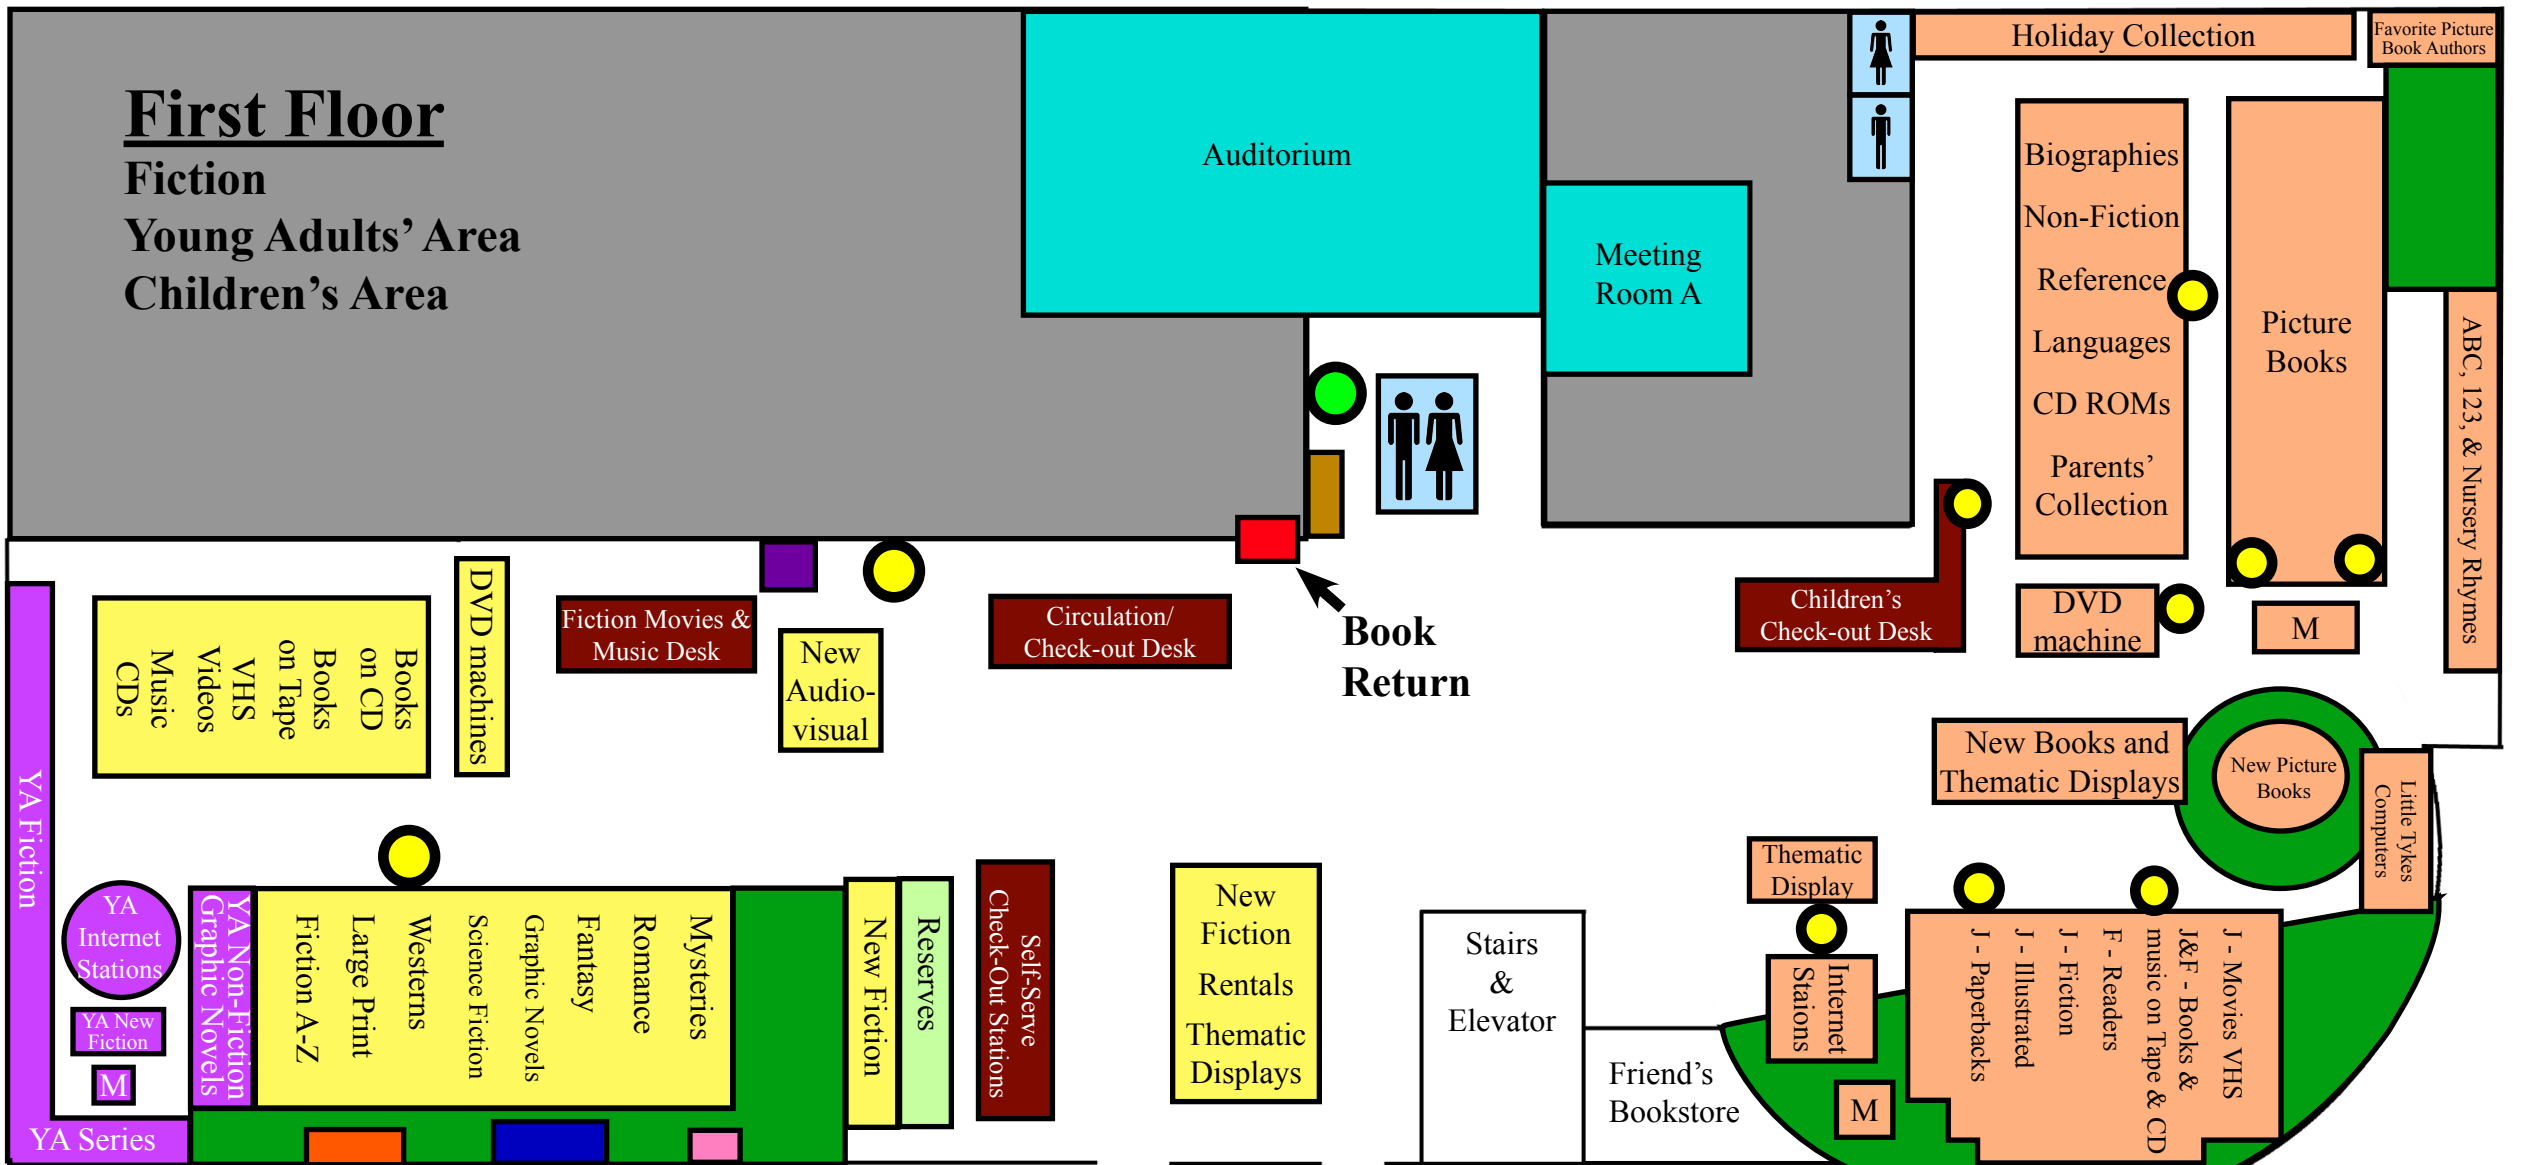 First Floor
Fiction
Young Adults’ Area
Children’s Area
Auditorium
Meeting
Room A
Holiday Collection
Favorite Picture
Book Authors
Biographies
Non-Fiction
Reference
Languages
CD ROMs
Parents’
Collection
Picture
Books
ABC, 123, & Nursery Rhymes
Book
Return
Children’s
Check-out Desk
DVD
machine
M
Circulation/
Check-out Desk
Fiction Movies &
Music Desk
New
Audio-
visual
DVD machines
Books
on CD
Books
on Tape
VHS
Videos
Music
CDs
YA Fiction
YA
Internet
Stations
YA New
Fiction
M
YA Series
YA Non-Fiction
Graphic Novels
Mysteries
Romance
Fantasy
Graphic Novels
Science Fiction
Westerns
Large Print
Fiction A-Z
New Fiction
Reserves
Self-Serve
Check-Out Stations
New
Fiction
Rentals
Thematic
Displays
Stairs
&
Elevator
Friend’s
Bookstore
New Books and
Thematic Displays
New Picture
Books
Little Tykes
Computers
Thematic
Display
Internet
Staions
M
J - Movies VHS
J&F - Books &
music on Tape & CD
F - Readers
J - Fiction
J - Illustrated
J - Paperbacks